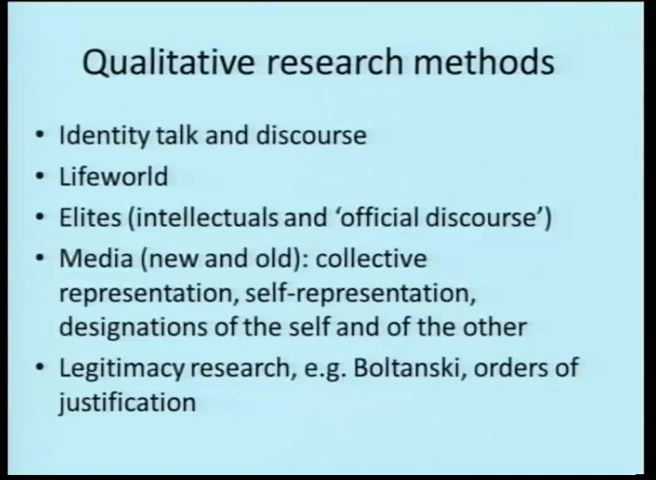 Qualitative research methods
• Identity talk and discourse
• Lifeworld
• Elites (intellectuals and ‘official discourse’)
• Media (new and old): collective
representation, self-representation,
designations of the self and of the other
• Legitimacy research, e.g. Boltanski, orders of
justification